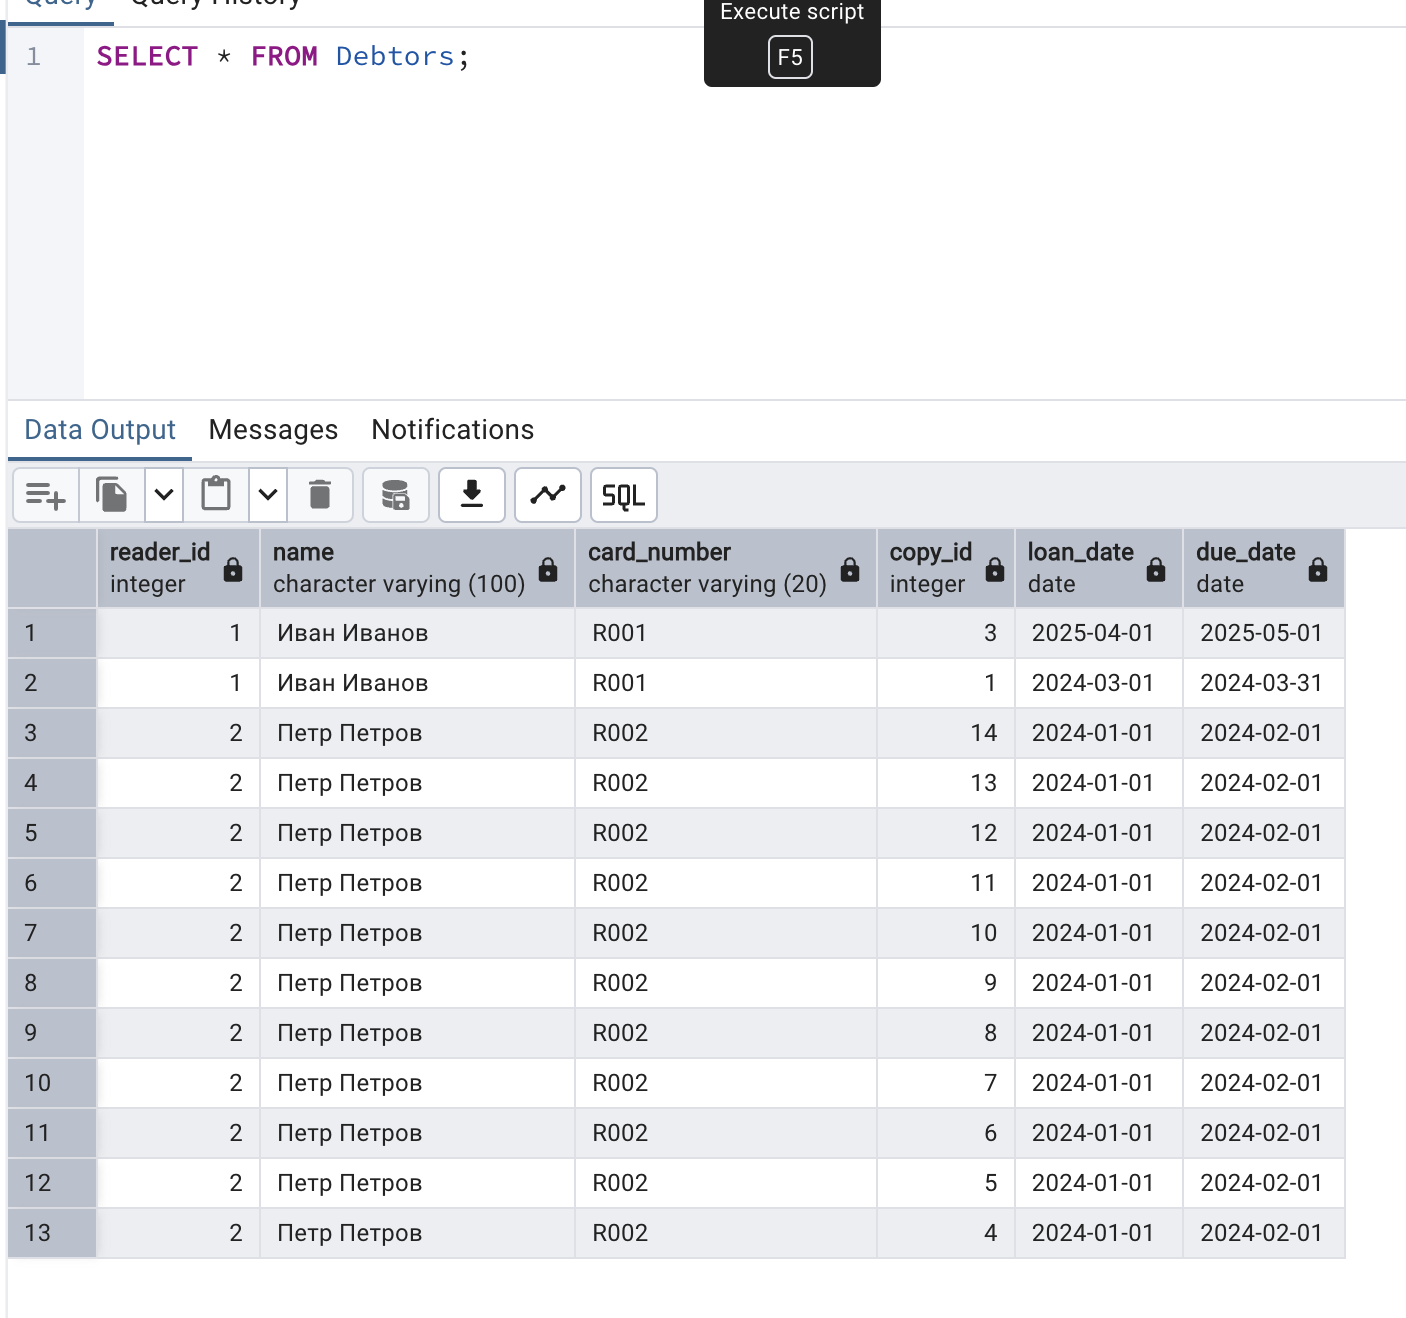 Query Query History
Execute script
F5
1 SELECT * FROM Debtors;
Data Output Messages Notifications
SQL
reader_id name card_number copy_id loan_date due_date
integer character varying (100) character varying (20) integer date date
1 1 Иван Иванов R001 3 2025-04-01 2025-05-01
2 1 Иван Иванов R001 1 2024-03-01 2024-03-31
3 2 Петр Петров R002 14 2024-01-01 2024-02-01
4 2 Петр Петров R002 13 2024-01-01 2024-02-01
5 2 Петр Петров R002 12 2024-01-01 2024-02-01
6 2 Петр Петров R002 11 2024-01-01 2024-02-01
7 2 Петр Петров R002 10 2024-01-01 2024-02-01
8 2 Петр Петров R002 9 2024-01-01 2024-02-01
9 2 Петр Петров R002 8 2024-01-01 2024-02-01
10 2 Петр Петров R002 7 2024-01-01 2024-02-01
11 2 Петр Петров R002 6 2024-01-01 2024-02-01
12 2 Петр Петров R002 5 2024-01-01 2024-02-01
13 2 Петр Петров R002 4 2024-01-01 2024-02-01